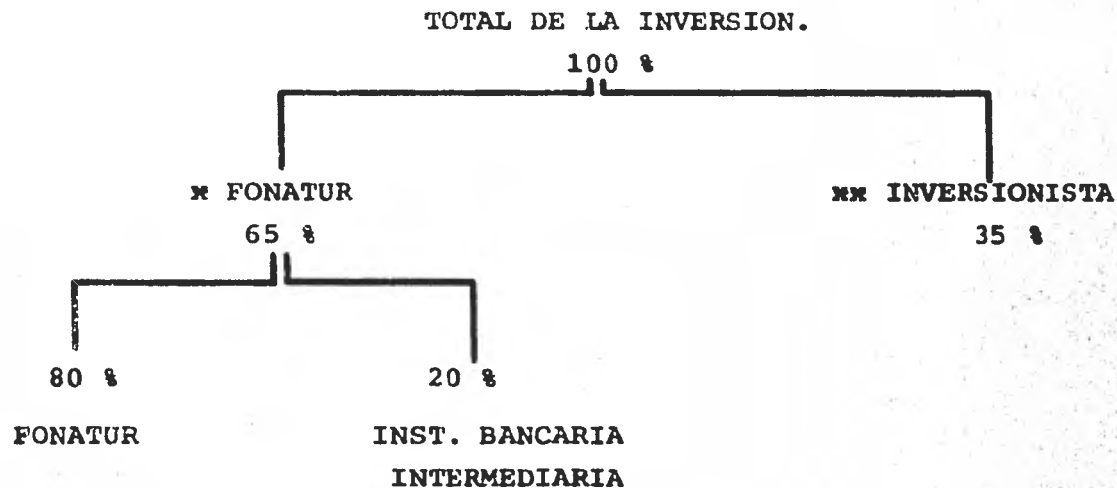 TOTAL DE LA INVERSION.
100 %
* FONATUR
65 %
** INVERSIONISTA
35 %
80 %
FONATUR
20 %
INST. BANCARIA
INTERMEDIARIA